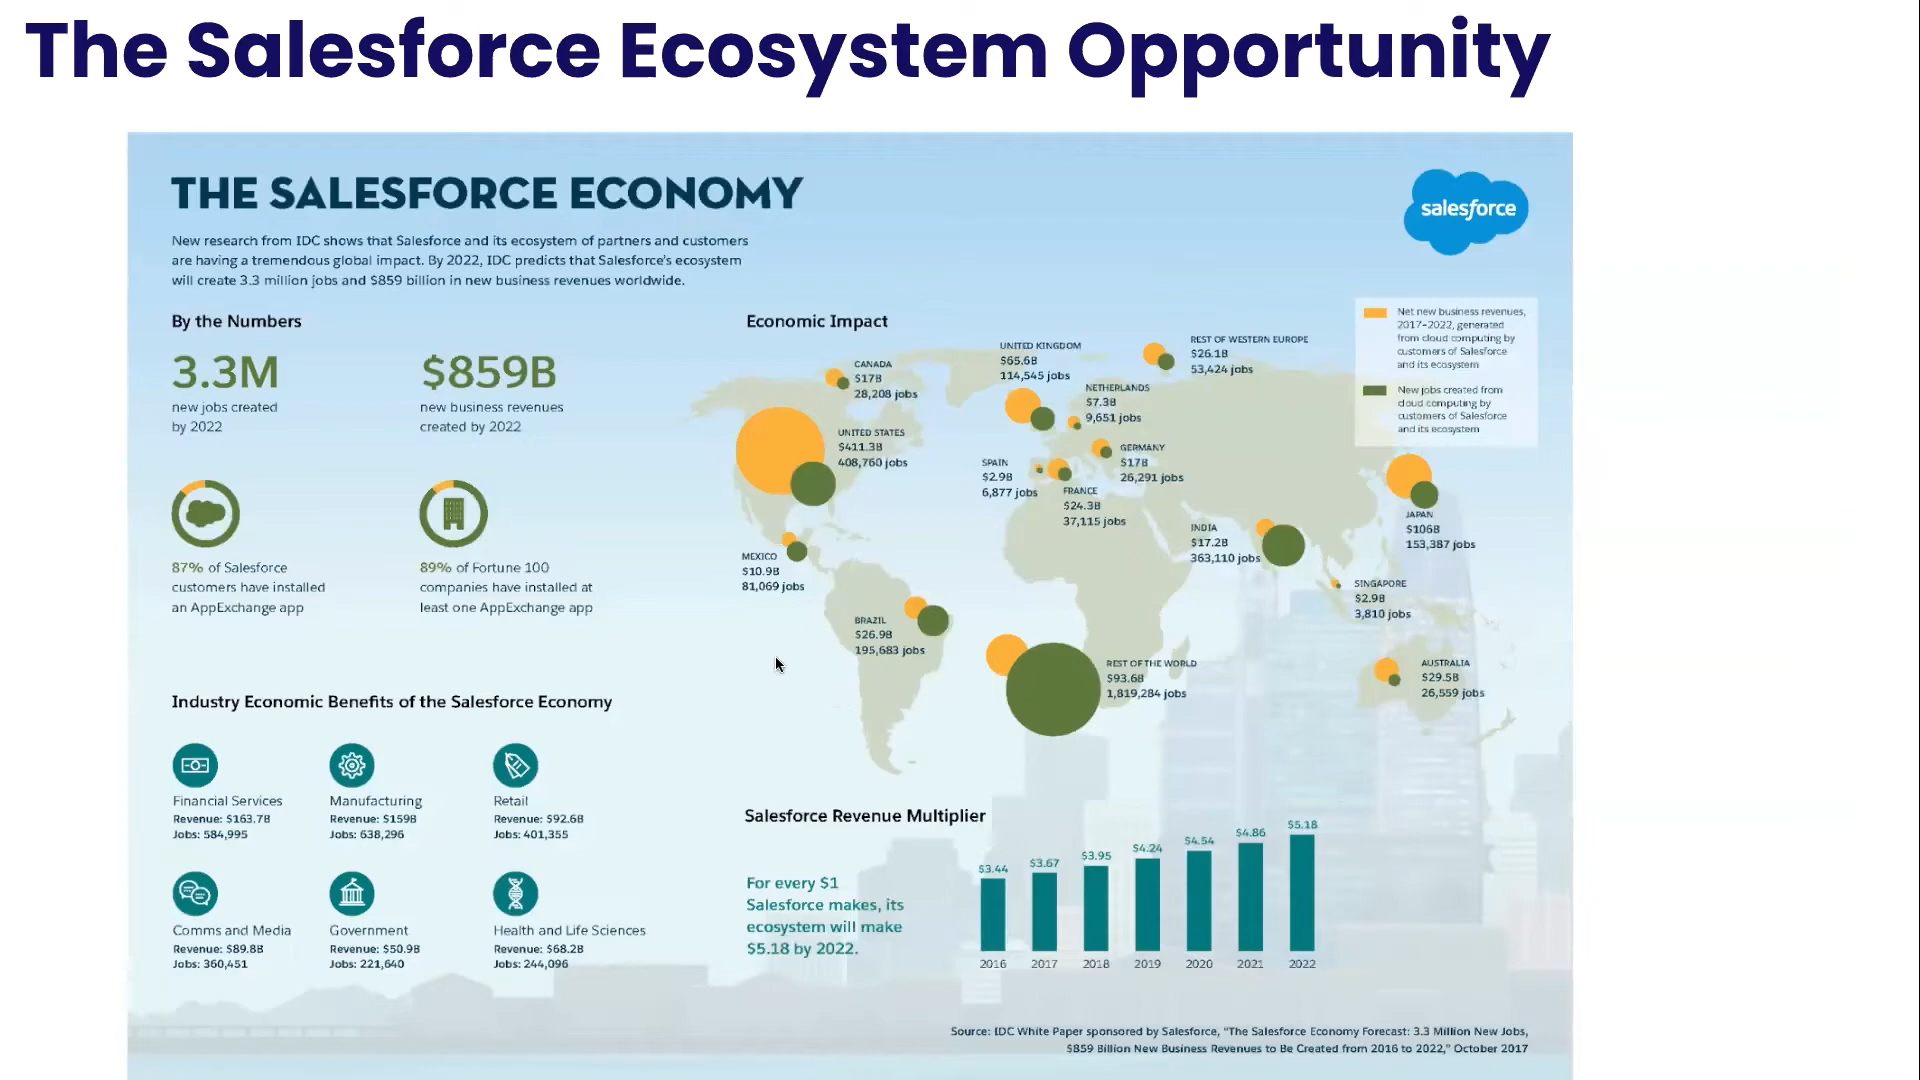 The Salesforce Ecosystem Opportunity
THE SALESFORCE ECONOMY
salesforce
New research from IDC shows that Salesforce and its ecosystem of partners and customers
are having a tremendous global impact. By 2022, IDC predicts that Salesforce's ecosystem
will create 3.3 million jobs and $859 billion in new business revenues worldwide.
By the Numbers
3.3M
new jobs created
by 2022
$859B
new business revenues
created by 2022
87% of Salesforce
customers have installed
an AppExchange app
89% of Fortune 100
companies have installed at
least one AppExchange app
Industry Economic Benefits of the Salesforce Economy
Financial Services
Revenue: $163.7B
Jobs: 584,995
Manufacturing
Revenue: $159B
Jobs: 638,296
Retail
Revenue: $92.6B
Jobs: 401,355
Comms and Media
Revenue: $89.8B
Jobs: 360,451
Government
Revenue: $50.9B
Jobs: 221,640
Health and Life Sciences
Revenue: $68.2B
Jobs: 244,096
Economic Impact
Net new business revenues,
2017–2022, generated
from cloud computing by
customers of Salesforce
and its ecosystem
New jobs created from
cloud computing by
customers of Salesforce
and its ecosystem
CANADA
$17B
28,208 jobs
UNITED KINGDOM
$65.6B
114,545 jobs
REST OF WESTERN EUROPE
$26.1B
53,424 jobs
NETHERLANDS
$7.3B
9,651 jobs
UNITED STATES
$411.3B
408,760 jobs
GERMANY
$17B
26,291 jobs
SPAIN
$2.9B
6,877 jobs
FRANCE
$24.3B
37,115 jobs
INDIA
$17.2B
363,110 jobs
JAPAN
$106B
153,387 jobs
MEXICO
$10.9B
81,069 jobs
SINGAPORE
$2.9B
3,810 jobs
BRAZIL
$26.9B
195,683 jobs
REST OF THE WORLD
$93.6B
1,819,284 jobs
AUSTRALIA
$29.5B
26,559 jobs
Salesforce Revenue Multiplier
For every $1
Salesforce makes, its
ecosystem will make
$5.18 by 2022.
$3.44 $3.67 $3.95 $4.24 $4.54 $4.86 $5.18
2016 2017 2018 2019 2020 2021 2022
Source: IDC White Paper sponsored by Salesforce, "The Salesforce Economy Forecast: 3.3 Million New Jobs,
$859 Billion New Business Revenues to Be Created from 2016 to 2022," October 2017